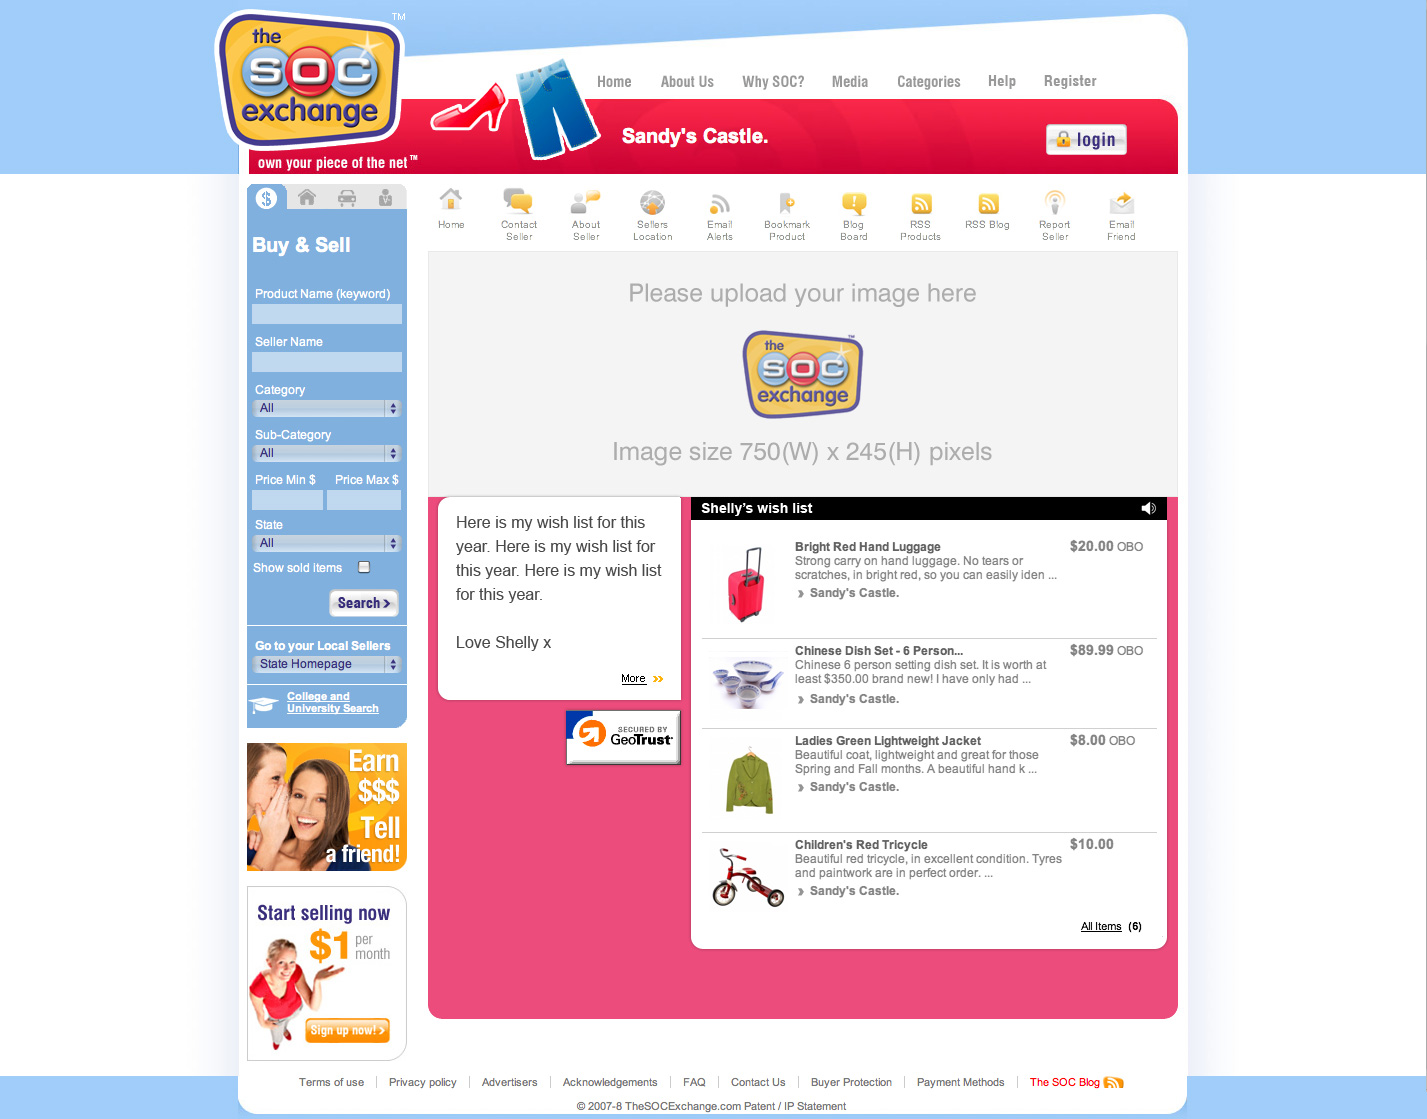 the
SOC
exchange
TM
own your piece of the net™
Home
About Us
Why SOC?
Media
Categories
Help
Register
Sandy's Castle.
login
Buy & Sell
Product Name (keyword)
Seller Name
Category
All
Sub-Category
All
Price Min $ Price Max $
State
All
Show sold items
Search
Go to your Local Sellers
State Homepage
College and
University Search
Earn
$$$
Tell
a friend!
Start selling now
$1 per
month
Sign up now!
Home
Contact
Seller
About
Seller
Sellers
Location
Email
Alerts
Bookmark
Product
Blog
Board
RSS
Products
RSS Blog
Report
Seller
Email
Friend
Please upload your image here
the
SOC
exchange
Image size 750(W) x 245(H) pixels
Here is my wish list for this
year. Here is my wish list for
this year. Here is my wish list
for this year.
Love Shelly x
More
SECURED BY
GeoTrust
Shelly's wish list
Bright Red Hand Luggage
$20.00 OBO
Strong carry on hand luggage. No tears or
scratches, in bright red, so you can easily iden ...
Sandy's Castle.
Chinese Dish Set - 6 Person...
$89.99 OBO
Chinese 6 person setting dish set. It is worth at
least $350.00 brand new! I have only had ...
Sandy's Castle.
Ladies Green Lightweight Jacket
$8.00 OBO
Beautiful coat, lightweight and great for those
Spring and Fall months. A beautiful hand k ...
Sandy's Castle.
Children's Red Tricycle
$10.00
Beautiful red tricycle, in excellent condition. Tyres
and paintwork are in perfect order. ...
Sandy's Castle.
All Items (6)
Terms of use
Privacy policy
Advertisers
Acknowledgements
FAQ
Contact Us
Buyer Protection
Payment Methods
The SOC Blog
© 2007-8 TheSOCExchange.com Patent / IP Statement